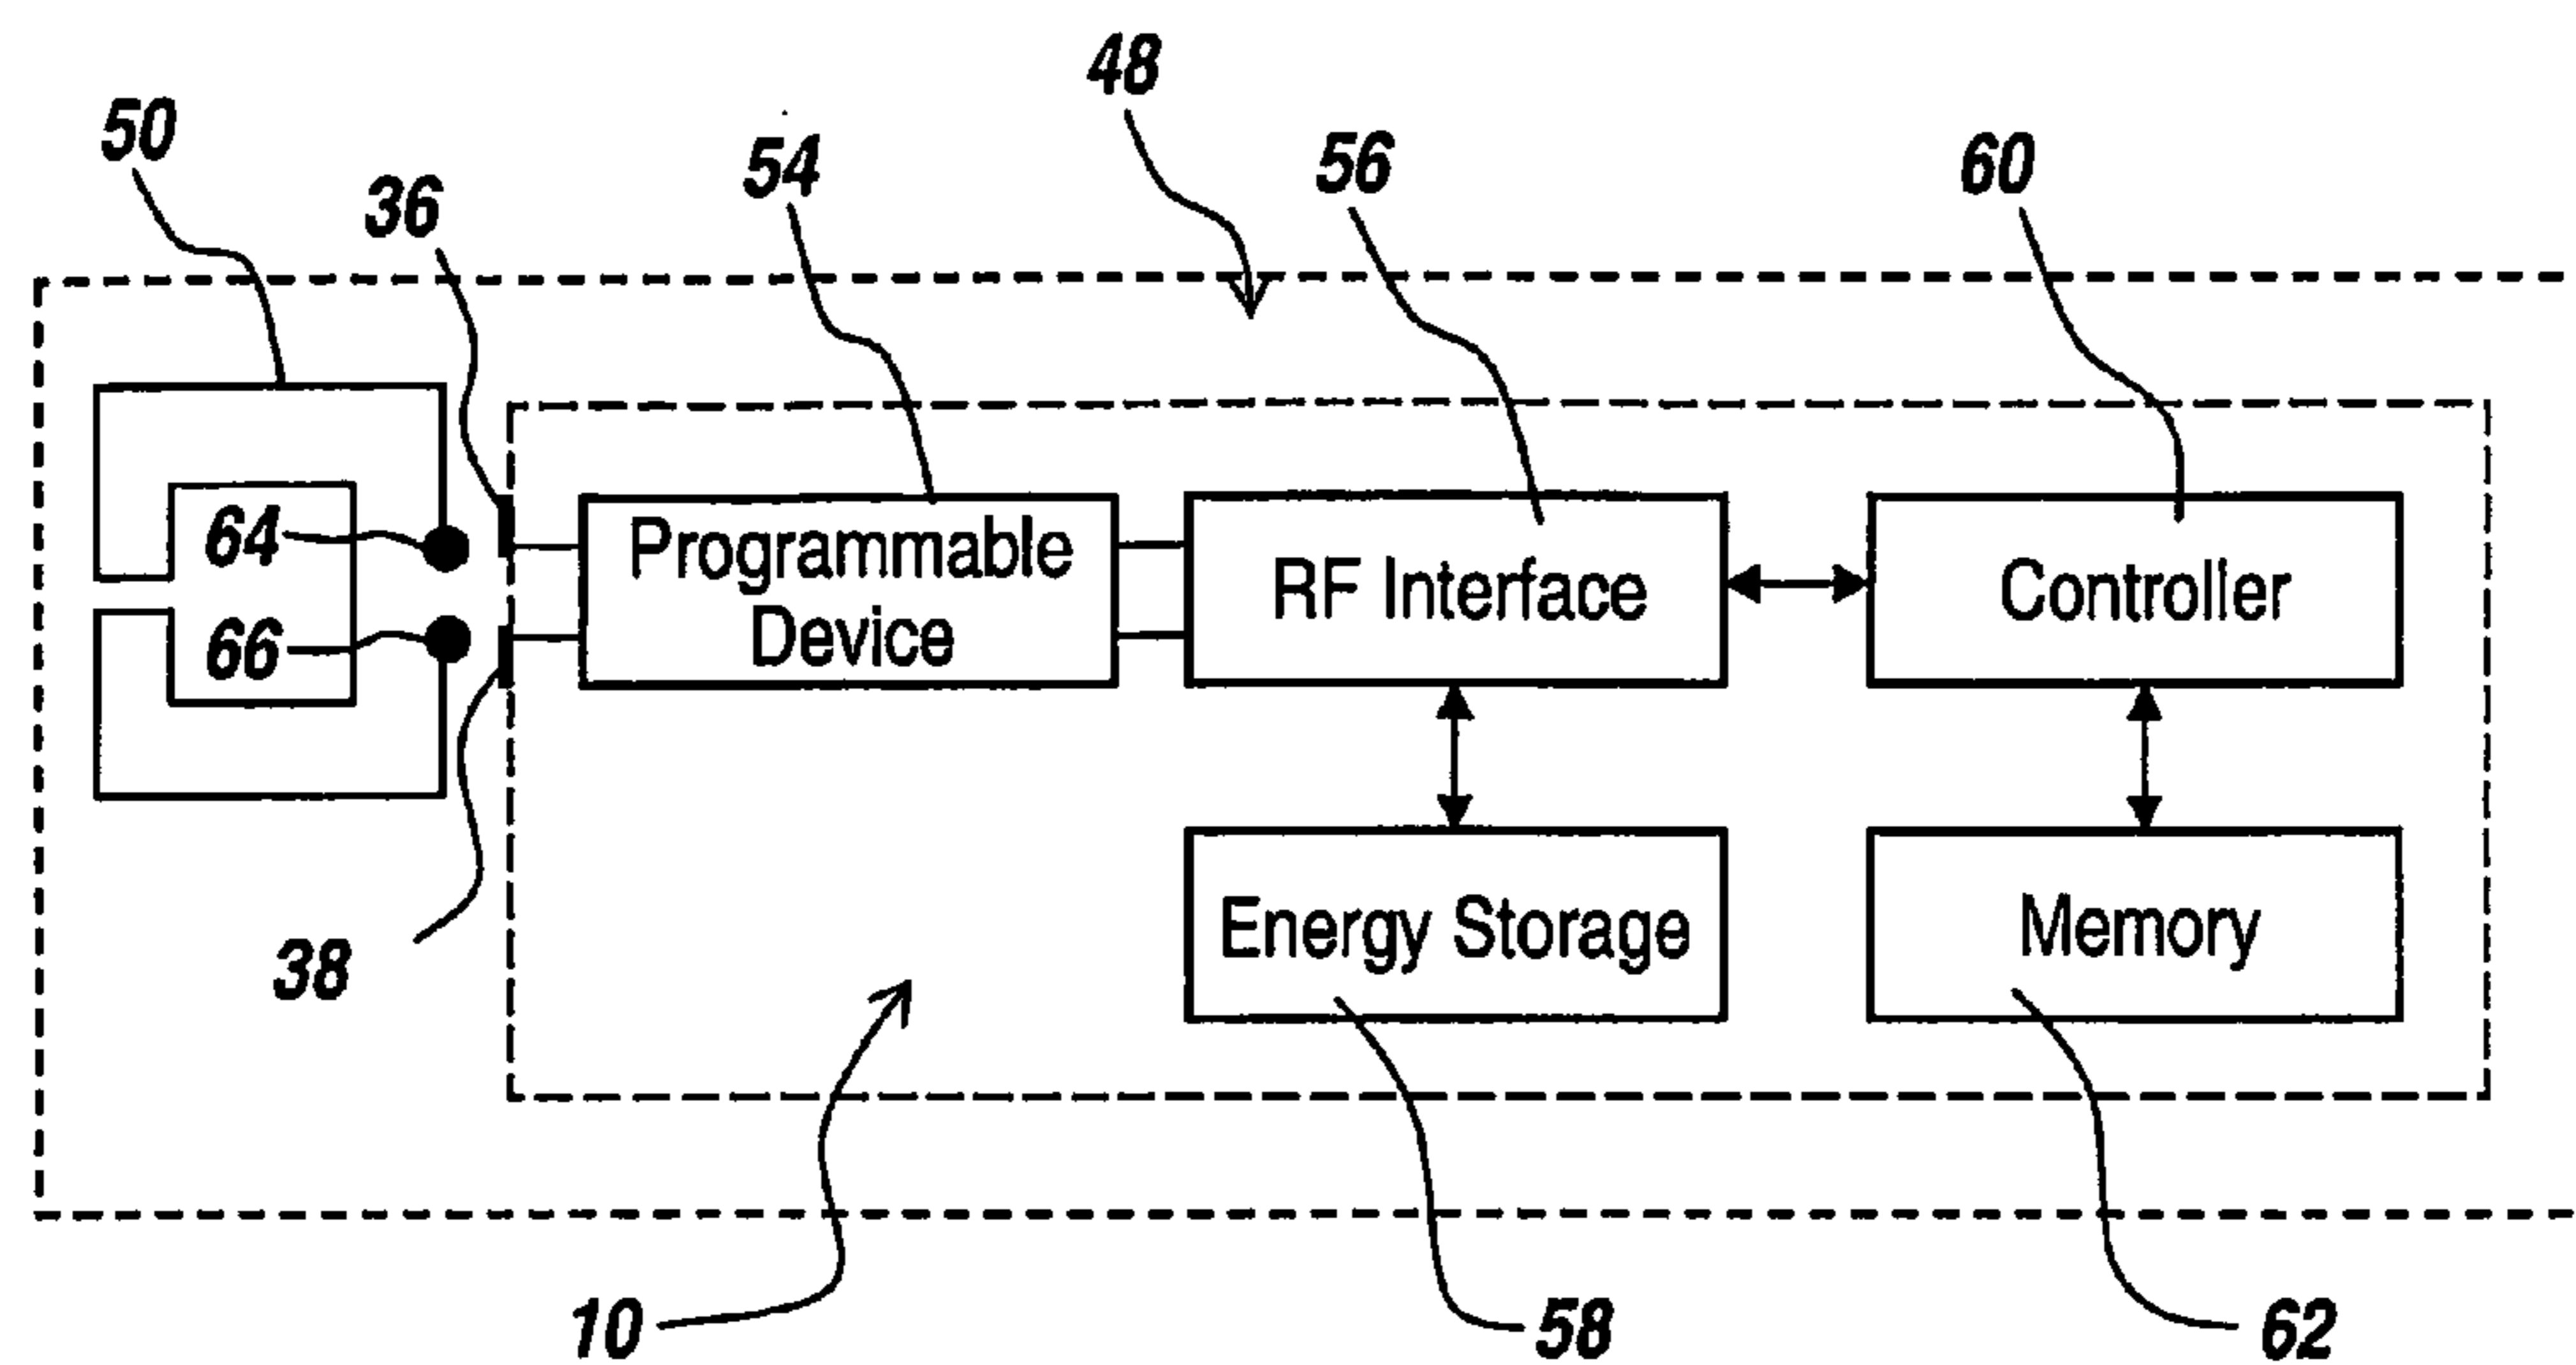 48
50
54
56
60
36
64
Programmable
Device
RF Interface
Controller
66
38
Energy Storage
Memory
10
58
62